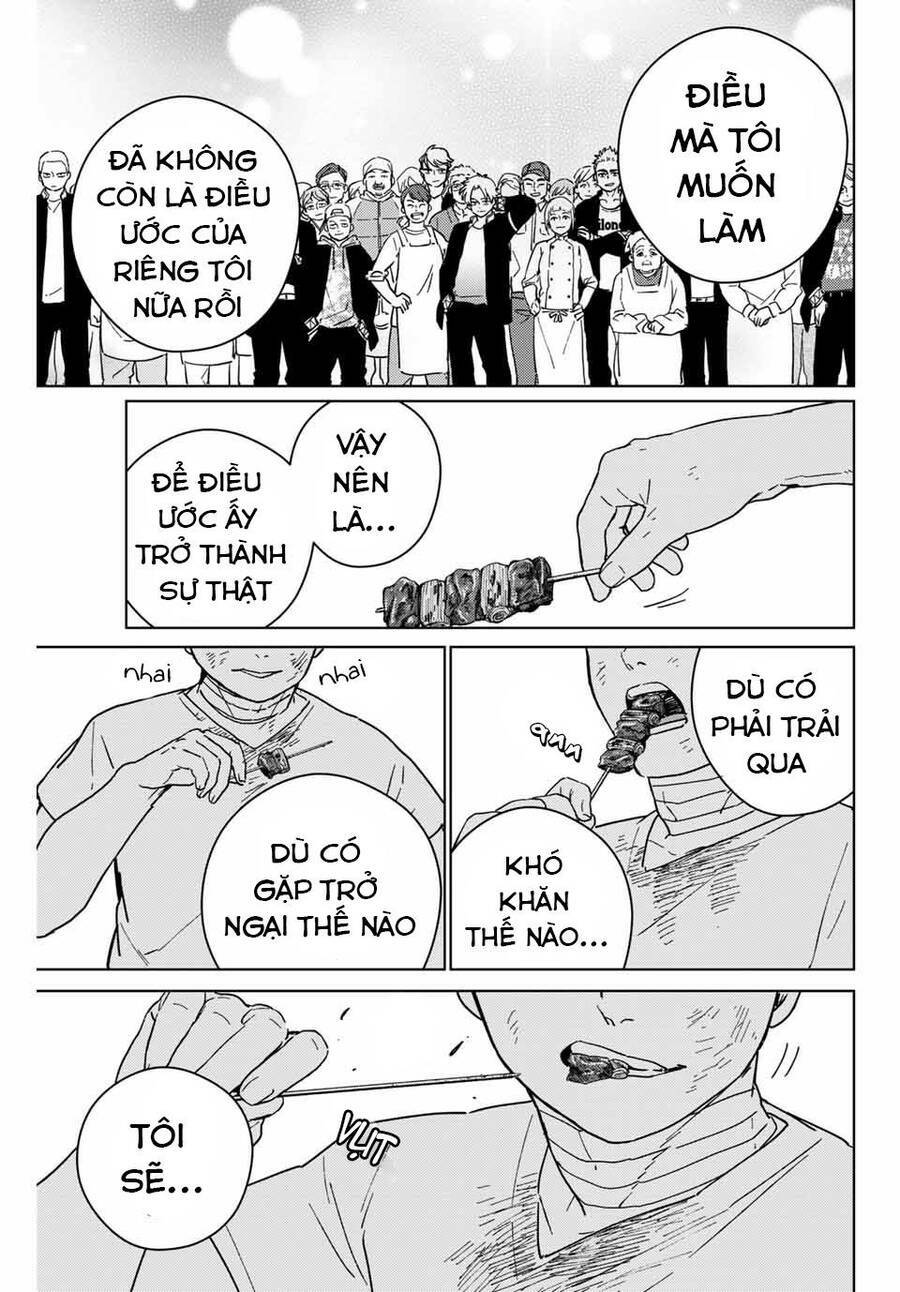 ĐIỀU
MÀ TÔI
MUỐN
LÀM
ĐÃ KHÔNG
CÒN LÀ ĐIỀU
ƯỚC CỦA
RIÊNG TÔI
NỮA RỒI
VẬY
NÊN
LÀ...
ĐỂ ĐIỀU
ƯỚC ẤY
TRỞ THÀNH
SỰ THẬT
DÙ CÓ
PHẢI TRẢI
QUA
KHÓ
KHĂN
THẾ NÀO...
nhai
nhai
DÙ CÓ
GẶP TRỞ
NGẠI THẾ NÀO
VỤT
TÔI
SẼ...